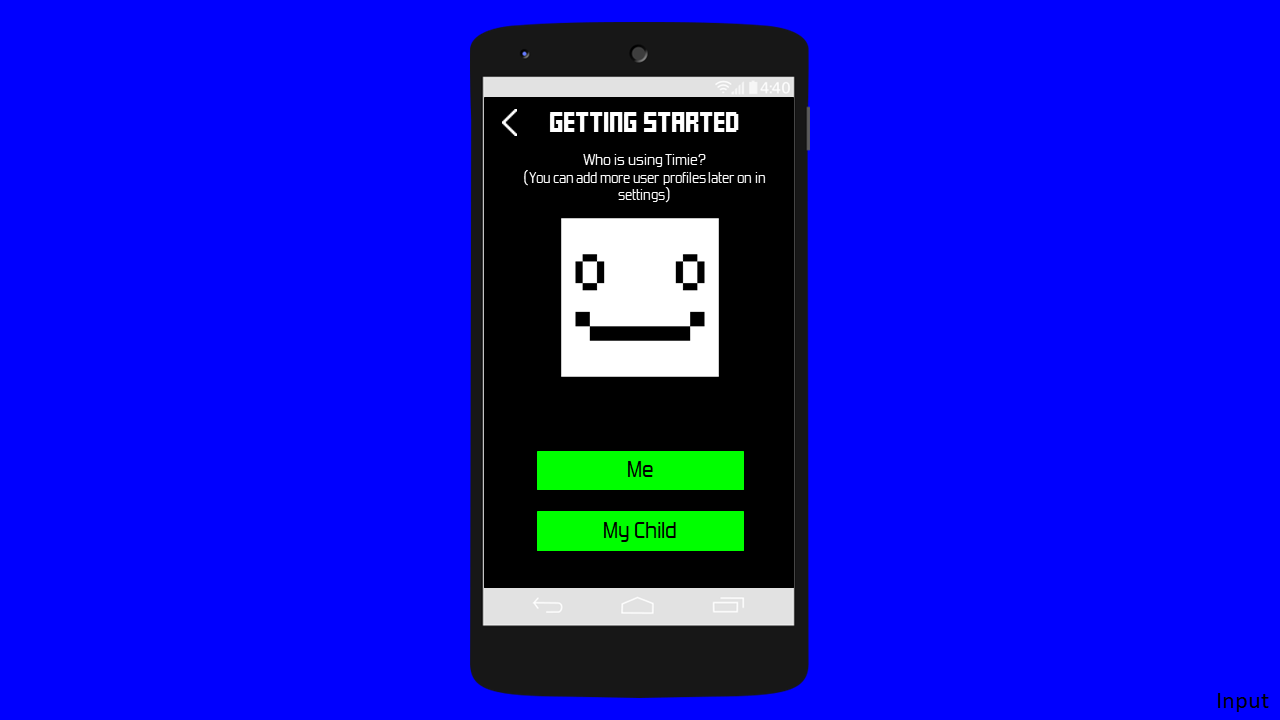 4:40
GETTING STARTED
Who is using Timie?
(You can add more user profiles later on in
settings)
Me
My Child
Input